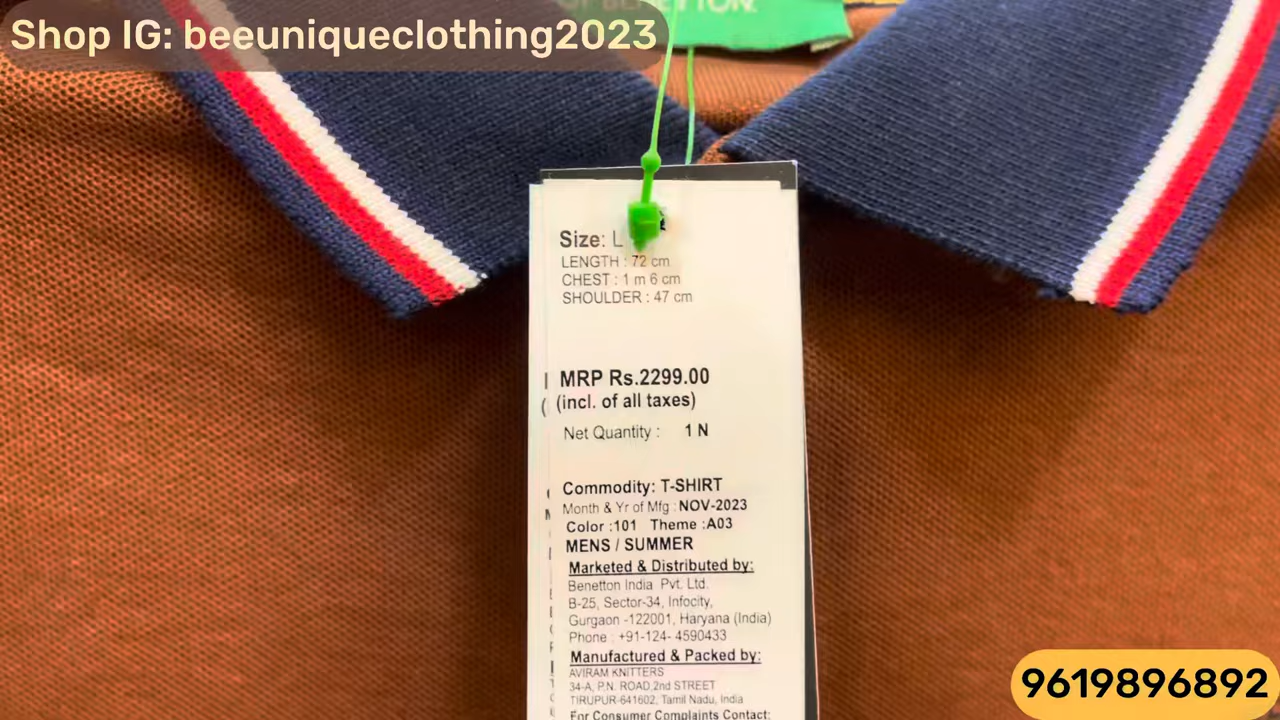 Shop IG: beeuniqueclothing2023
OF BENETTON.
Size: L
LENGTH : 72 cm
CHEST : 1 m 6 cm
SHOULDER : 47 cm
MRP Rs.2299.00
(incl. of all taxes)
Net Quantity : 1 N
Commodity: T-SHIRT
Month & Yr of Mfg : NOV-2023
Color :101 Theme :A03
MENS / SUMMER
Marketed & Distributed by:
Benetton India Pvt. Ltd.
B-25, Sector-34, Infocity,
Gurgaon -122001, Haryana (India)
Phone : +91-124- 4590433
Manufactured & Packed by:
AVIRAM KNITTERS
34-A, P.N. ROAD,2nd STREET
TIRUPUR-641602, Tamil Nadu, India
For Consumer Complaints Contact:
9619896892